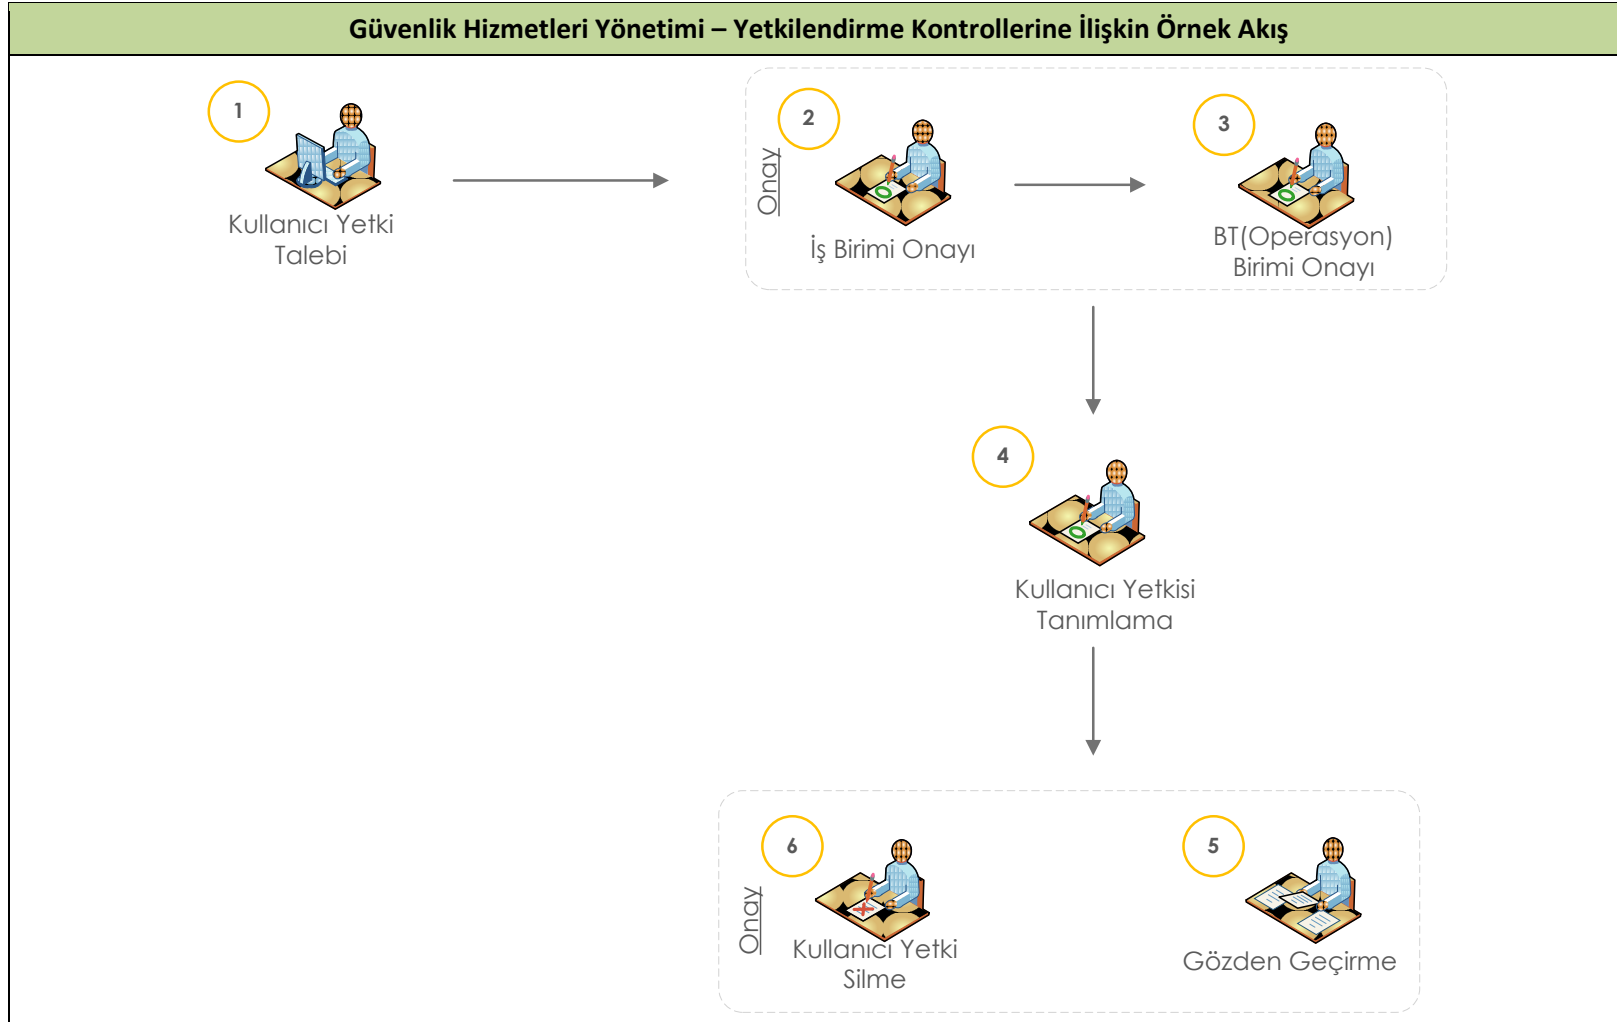 Güvenlik Hizmetleri Yönetimi – Yetkilendirme Kontrollerine İlişkin Örnek Akış
1
Kullanıcı Yetki
Talebi
Onay
2
İş Birimi Onayı
3
BT(Operasyon)
Birimi Onayı
4
Kullanıcı Yetkisi
Tanımlama
Onay
6
Kullanıcı Yetki
Silme
5
Gözden Geçirme